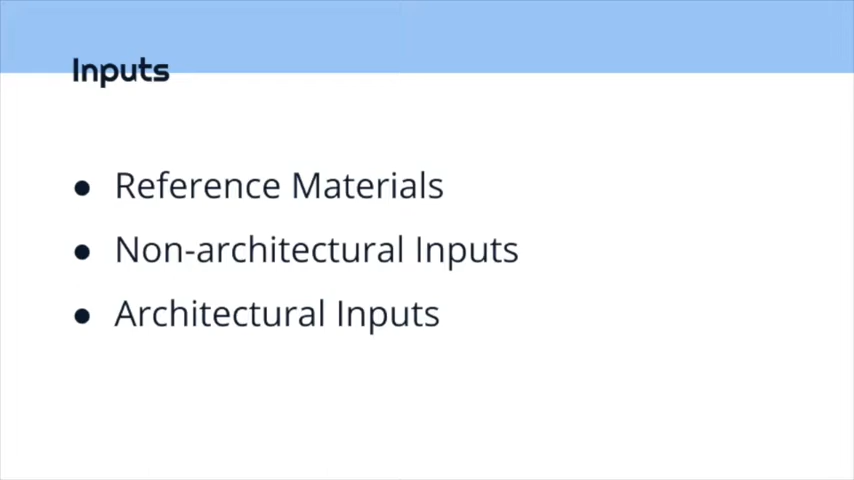 Inputs
● Reference Materials
● Non-architectural Inputs
● Architectural Inputs